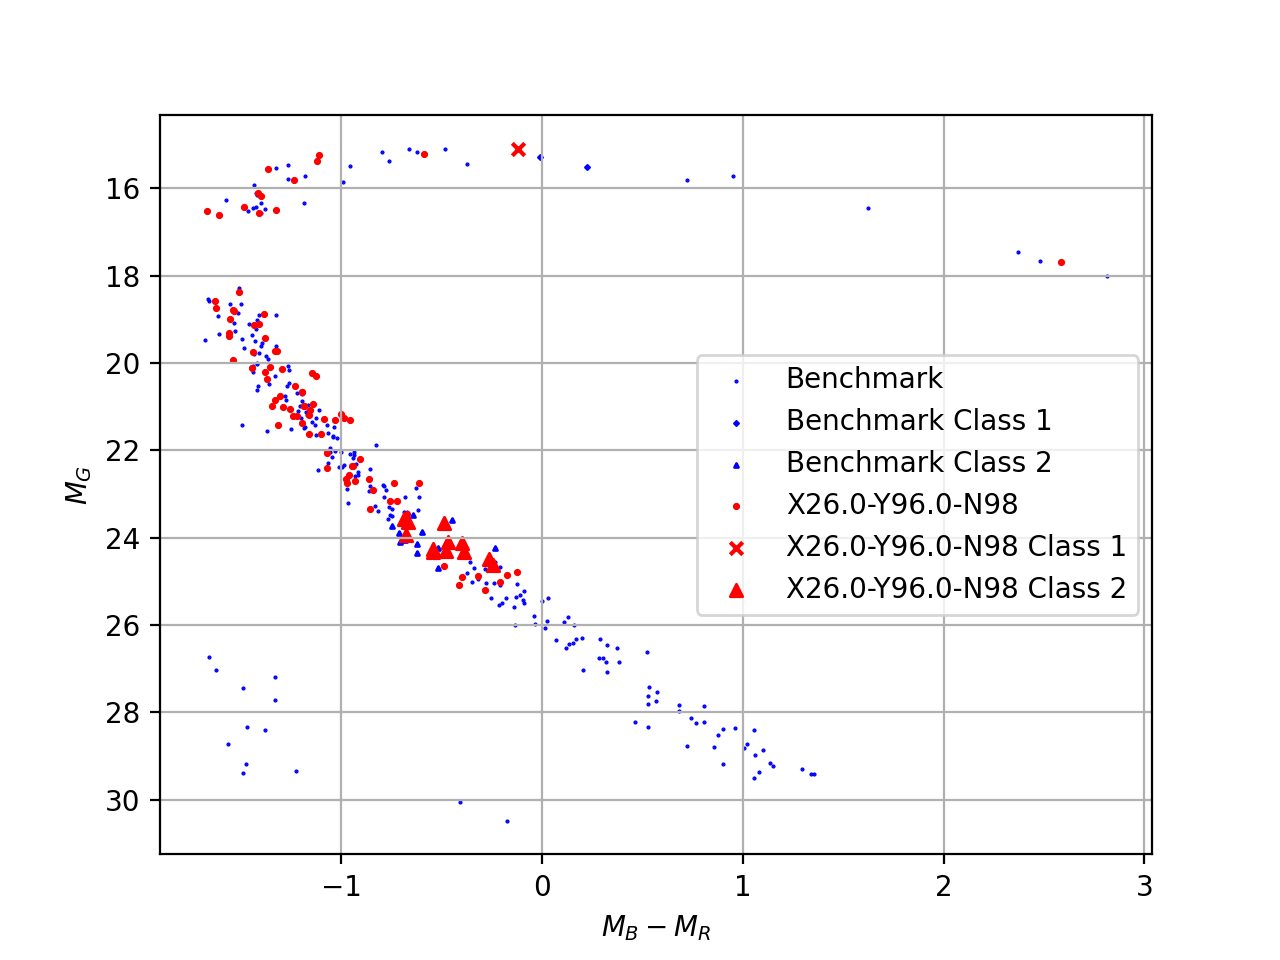 16
18
20
22
24
26
28
30
M_G
Benchmark
Benchmark Class 1
Benchmark Class 2
X26.0-Y96.0-N98
X26.0-Y96.0-N98 Class 1
X26.0-Y96.0-N98 Class 2
−1 0 1 2 3
M_B − M_R